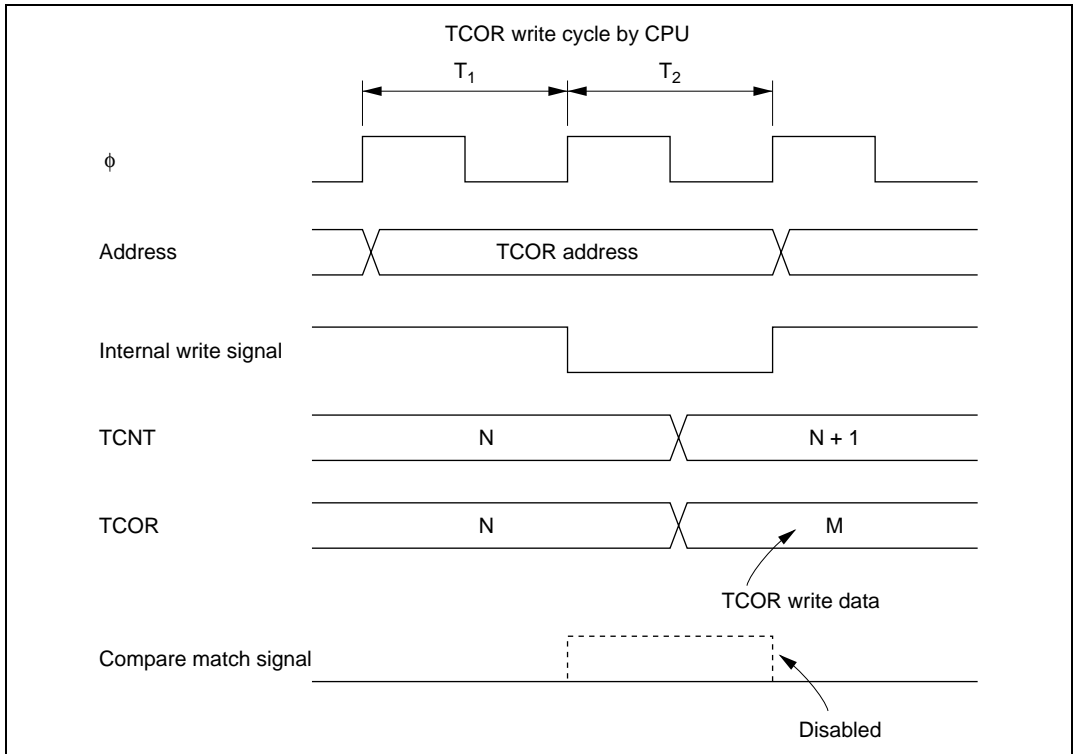 TCOR write cycle by CPU
T1 T2
φ
Address TCOR address
Internal write signal
TCNT N N + 1
TCOR N M
TCOR write data
Compare match signal
Disabled